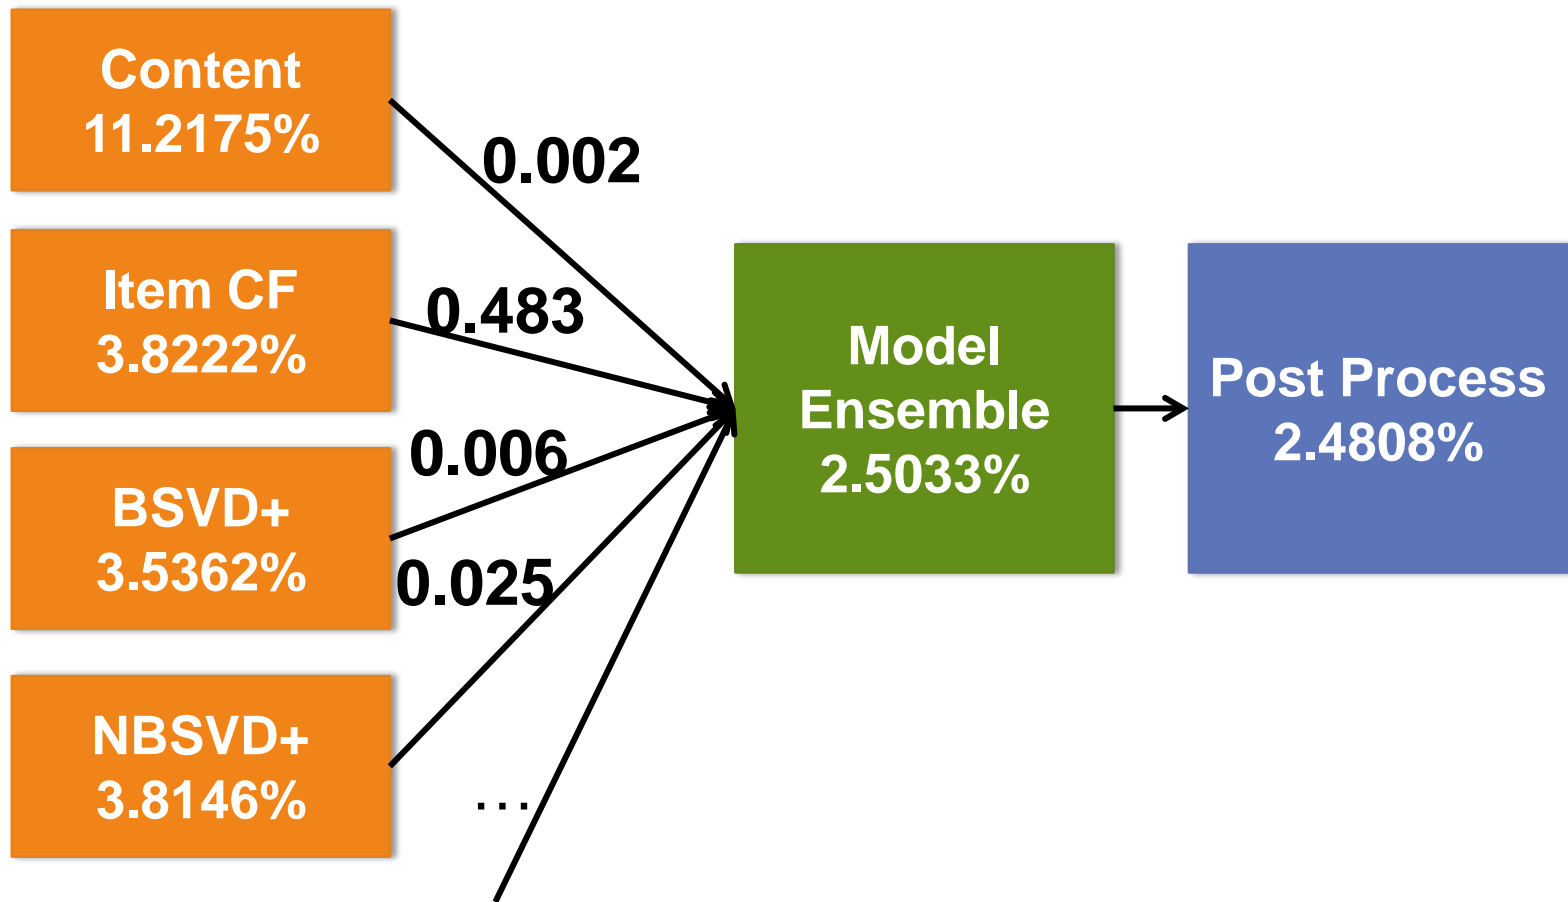 Content
11.2175%
0.002
Item CF
3.8222%
0.483
BSVD+
3.5362%
0.006
NBSVD+
3.8146%
0.025
…
Model
Ensemble
2.5033%
Post Process
2.4808%